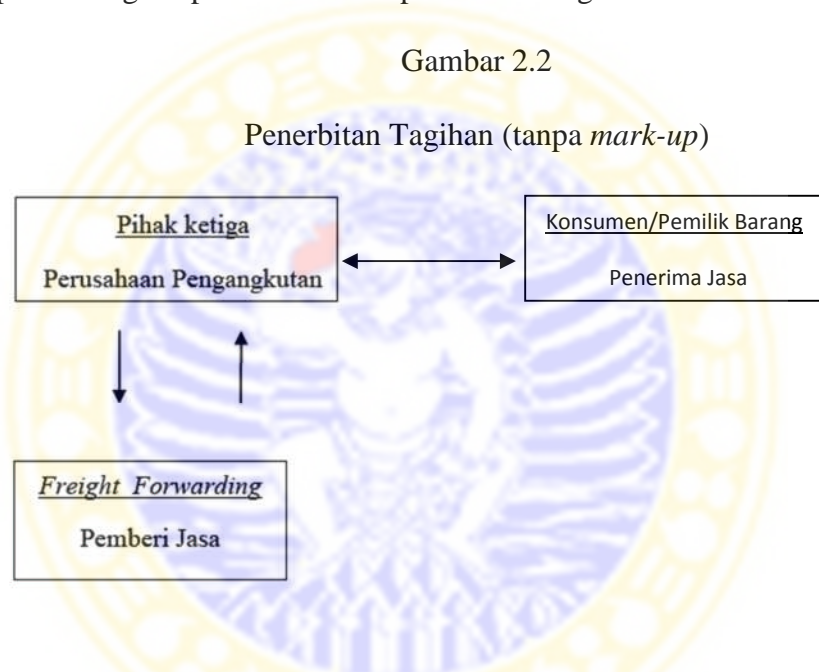 Gambar 2.2
Penerbitan Tagihan (tanpa mark-up)
Pihak ketiga
Perusahaan Pengangkutan
Konsumen/Pemilik Barang
Penerima Jasa
Freight Forwarding
Pemberi Jasa